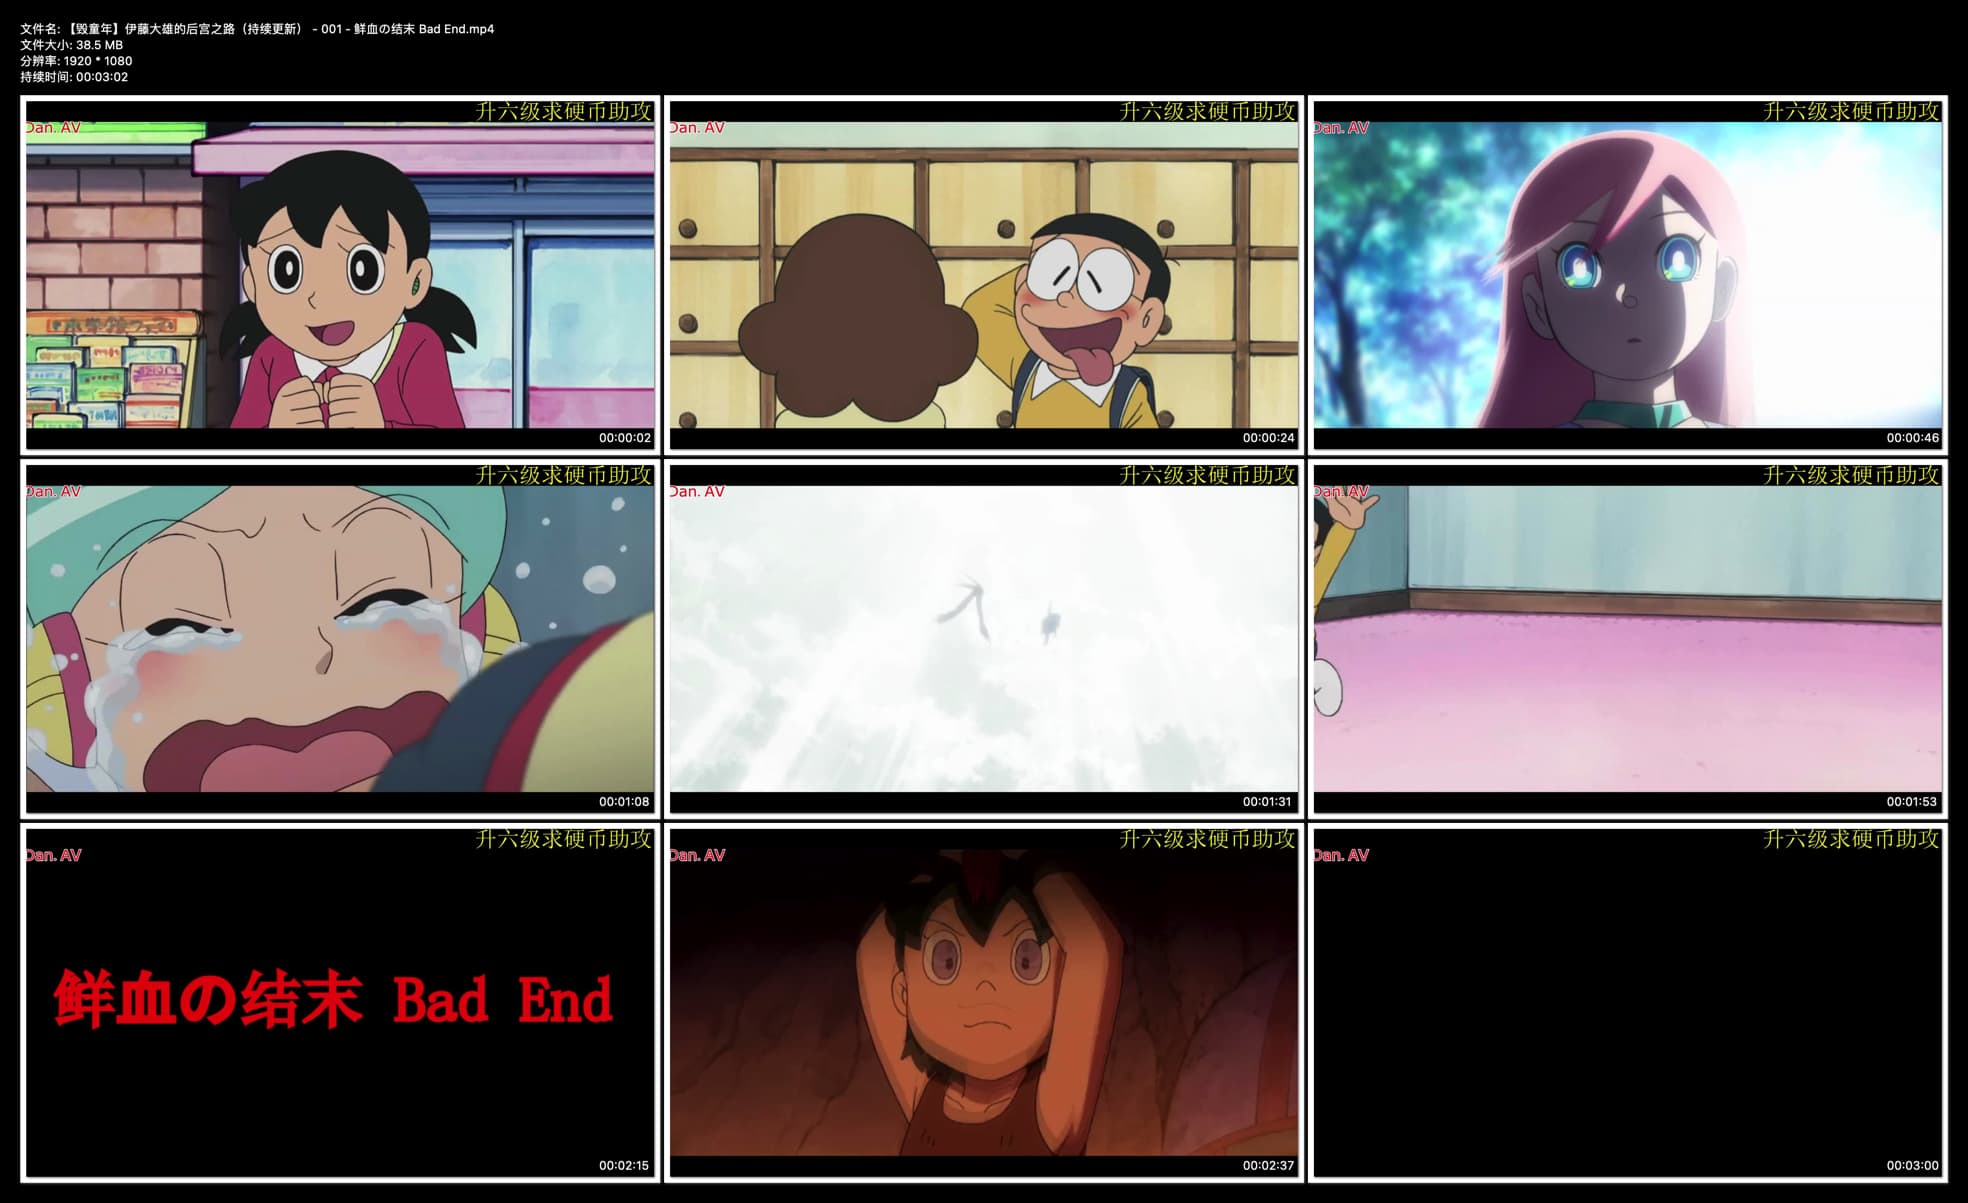 文件名: 【毁童年】伊藤大雄的后宫之路（持续更新） - 001 - 鲜血の结末 Bad End.mp4
文件大小: 38.5 MB
分辨率: 1920 * 1080
持续时间: 00:03:02
升六级求硬币助攻
Dan. AV
00:00:02
升六级求硬币助攻
Dan. AV
00:00:24
升六级求硬币助攻
Dan. AV
00:00:46
升六级求硬币助攻
Dan. AV
00:01:08
升六级求硬币助攻
Dan. AV
00:01:31
升六级求硬币助攻
Dan. AV
00:01:53
升六级求硬币助攻
Dan. AV
鲜血の结末 Bad End
00:02:15
升六级求硬币助攻
Dan. AV
00:02:37
升六级求硬币助攻
Dan. AV
00:03:00